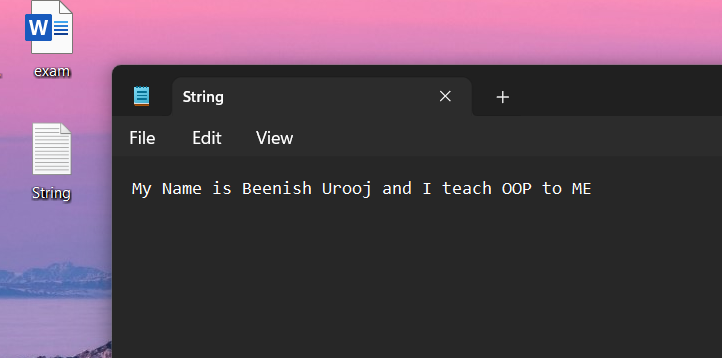 W
exam
String
String
File Edit View
My Name is Beenish Urooj and I teach OOP to ME